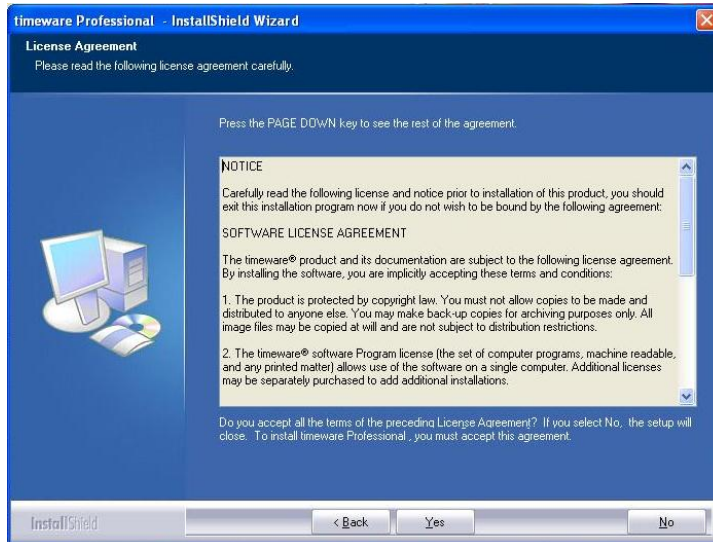 timeware Professional - InstallShield Wizard
License Agreement
Please read the following license agreement carefully.
Press the PAGE DOWN key to see the rest of the agreement.
NOTICE
Carefully read the following license and notice prior to installation of this product, you should
exit this installation program now if you do not wish to be bound by the following agreement:
SOFTWARE LICENSE AGREEMENT
The timeware® product and its documentation are subject to the following license agreement.
By installing the software, you are implicitly accepting these terms and conditions:
1. The product is protected by copyright law. You must not allow copies to be made and
distributed to anyone else. You may make back-up copies for archiving purposes only. All
image files may be copied at will and are not subject to distribution restrictions.
2. The timeware® software Program license (the set of computer programs, machine readable,
and any printed matter) allows use of the software on a single computer. Additional licenses
may be separately purchased to add additional installations.
Do you accept all the terms of the preceding License Agreement? If you select No, the setup will
close. To install timeware Professional , you must accept this agreement.
InstallShield
< Back
Yes
No